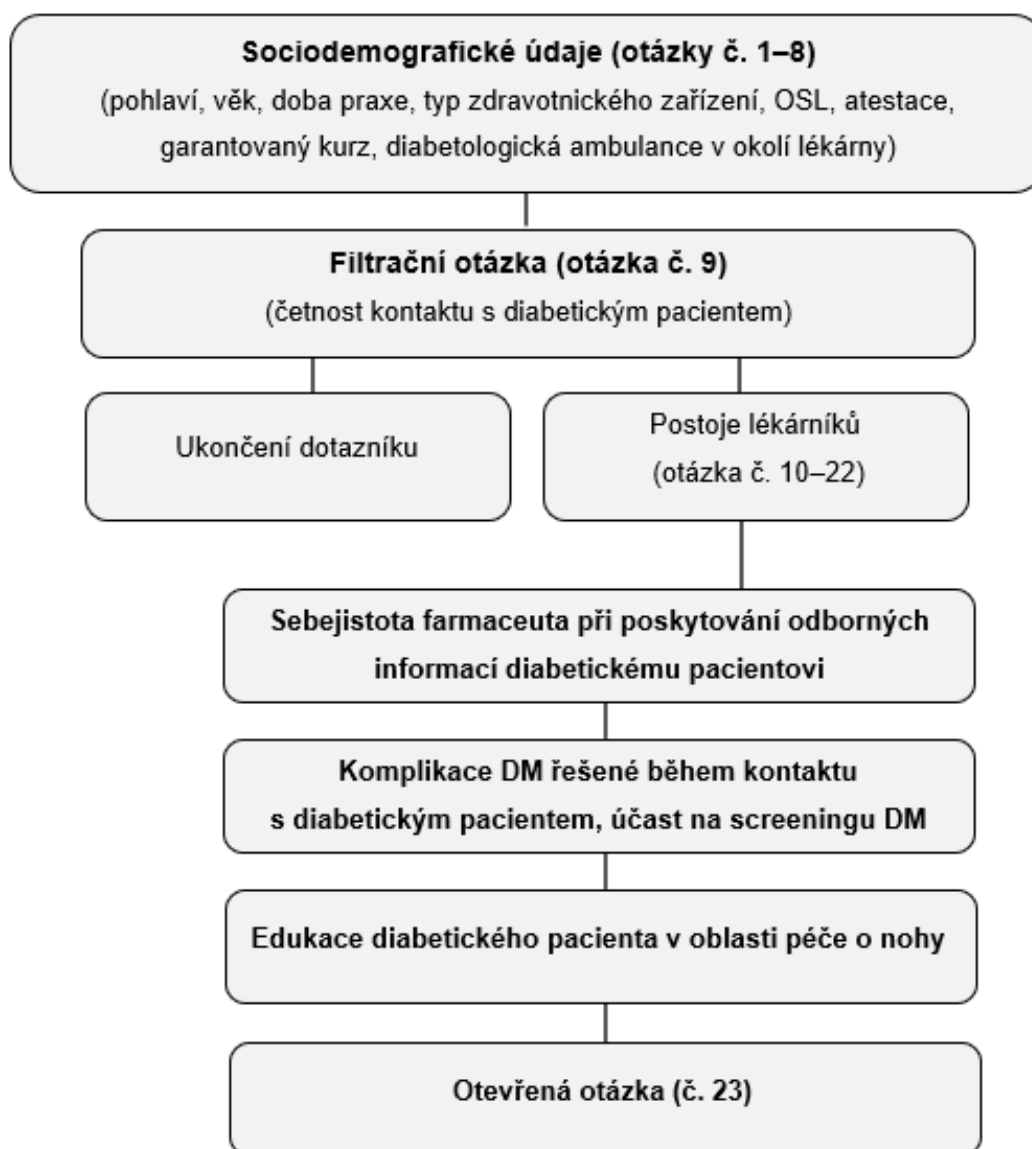 Sociodemografické údaje (otázky č. 1–8)
(pohlaví, věk, doba praxe, typ zdravotnického zařízení, OSL, atestace,
garantovaný kurz, diabetologická ambulance v okolí lékárny)
Filtrační otázka (otázka č. 9)
(četnost kontaktu s diabetickým pacientem)
Ukončení dotazníku
Postoje lékárníků
(otázka č. 10–22)
Sebejistota farmaceuta při poskytování odborných
informací diabetickému pacientovi
Komplikace DM řešené během kontaktu
s diabetickým pacientem, účast na screeningu DM
Edukace diabetického pacienta v oblasti péče o nohy
Otevřená otázka (č. 23)